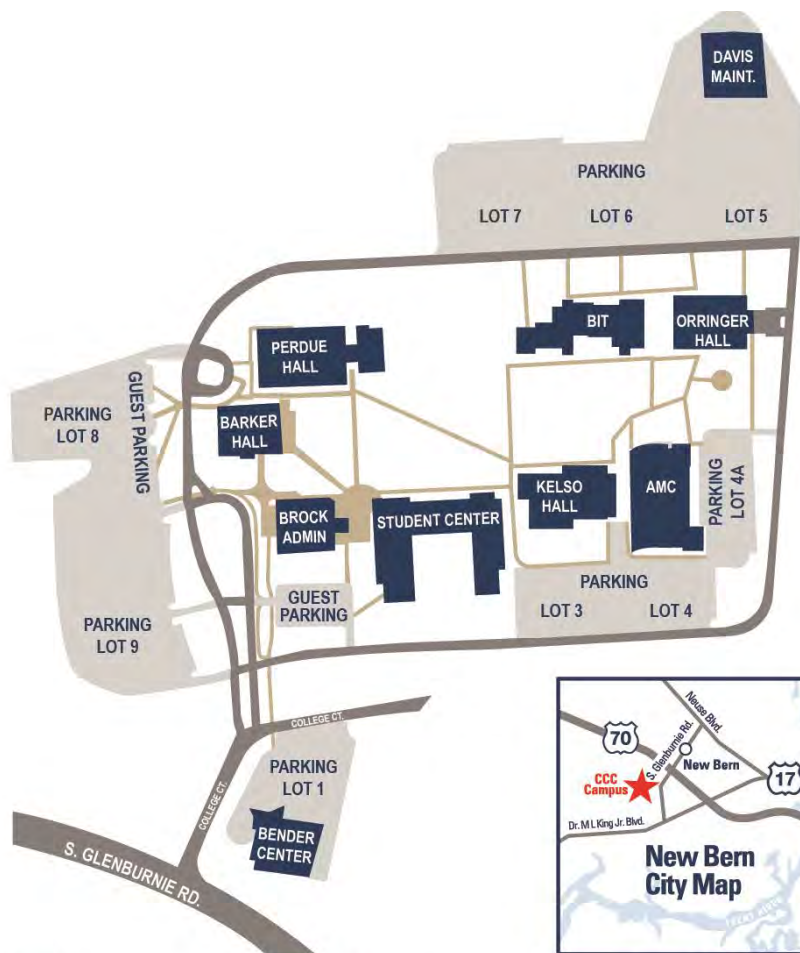 DAVIS
MAINT.
PARKING
LOT 7
LOT 6
LOT 5
BIT
ORRINGER
HALL
PERDUE
HALL
GUEST PARKING
PARKING
LOT 8
BARKER
HALL
KELSO
HALL
AMC
PARKING
LOT 4A
BROCK
ADMIN
STUDENT CENTER
PARKING
LOT 3
LOT 4
GUEST
PARKING
PARKING
LOT 9
COLLEGE CT.
PARKING
LOT 1
COLLEGE CT.
BENDER
CENTER
S. GLENBURNIE RD.
Neuse Blvd.
70
S. Glenburnie Rd.
New Bern
17
CCC
Campus
Dr. M L King Jr. Blvd.
New Bern
City Map
TRENT RIVER